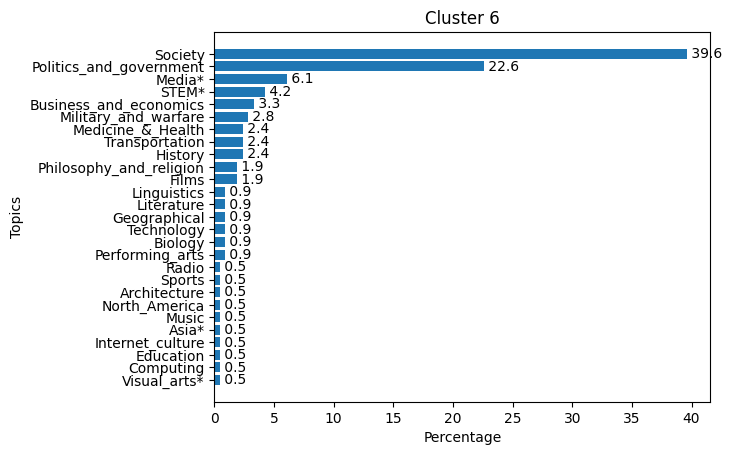 Cluster 6
Society 39.6
Politics_and_government 22.6
Media* 6.1
STEM* 4.2
Business_and_economics 3.3
Military_and_warfare 2.8
Medicine_&_Health 2.4
Transportation 2.4
History 2.4
Philosophy_and_religion 1.9
Films 1.9
Linguistics 0.9
Literature 0.9
Geographical 0.9
Technology 0.9
Biology 0.9
Performing_arts 0.9
Radio 0.5
Sports 0.5
Architecture 0.5
North_America 0.5
Music 0.5
Asia* 0.5
Internet_culture 0.5
Education 0.5
Computing 0.5
Visual_arts* 0.5
Topics
0 5 10 15 20 25 30 35 40
Percentage